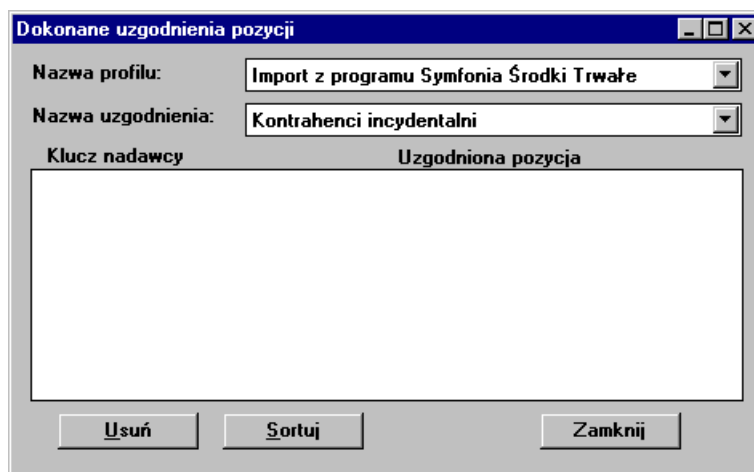 Dokonane uzgodnienia pozycji
Nazwa profilu: Import z programu Symfonia Środki Trwałe
Nazwa uzgodnienia: Kontrahenci incydentalni
Klucz nadawcy Uzgodniona pozycja
Usuń Sortuj Zamknij